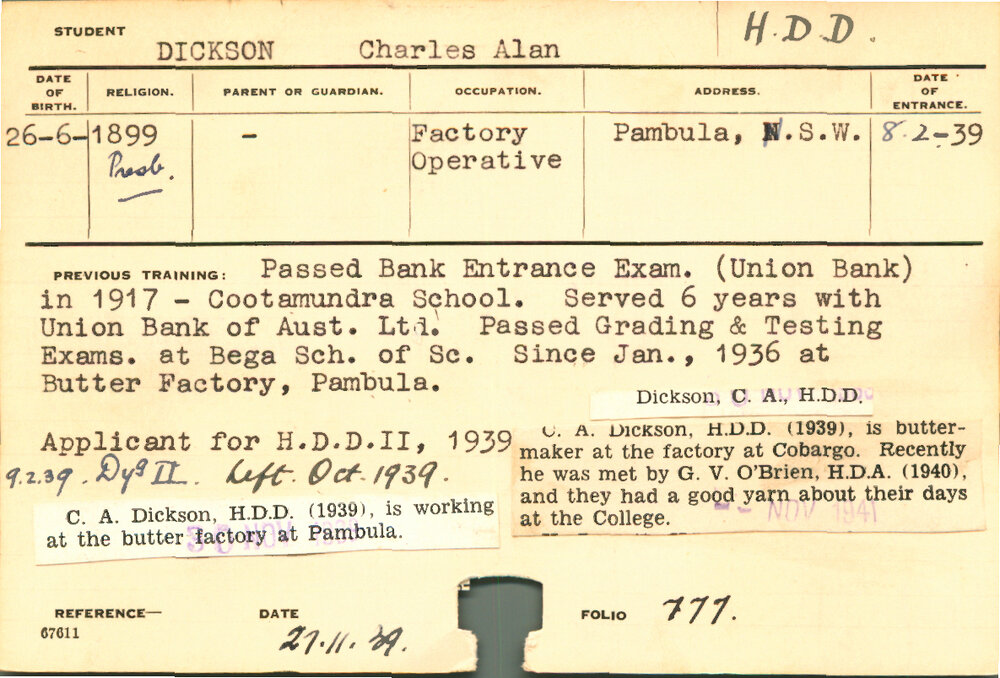 STUDENT
DICKSON Charles Alan
H.D.D.
DATE OF BIRTH. RELIGION. PARENT OR GUARDIAN. OCCUPATION. ADDRESS. DATE OF ENTRANCE.
26-6-1899 - Factory Operative Pambula, N.S.W. 8.2-39
Presb.
PREVIOUS TRAINING: Passed Bank Entrance Exam. (Union Bank)
in 1917 - Cootamundra School. Served 6 years with
Union Bank of Aust. Ltd. Passed Grading & Testing
Exams. at Bega Sch. of Sc. Since Jan., 1936 at
Butter Factory, Pambula.
Dickson, C. A., H.D.D.
Applicant for H.D.D.II, 1939
9.2.39. Dyg II. Left. Oct. 1939.
C. A. Dickson, H.D.D. (1939), is butter-
maker at the factory at Cobargo. Recently
he was met by G. V. O'Brien, H.D.A. (1940),
and they had a good yarn about their days
at the College.
NOV 1941
C. A. Dickson, H.D.D. (1939), is working
at the butter factory at Pambula.
30 NOV
REFERENCE—
67611
DATE
27.11.39.
FOLIO 777.